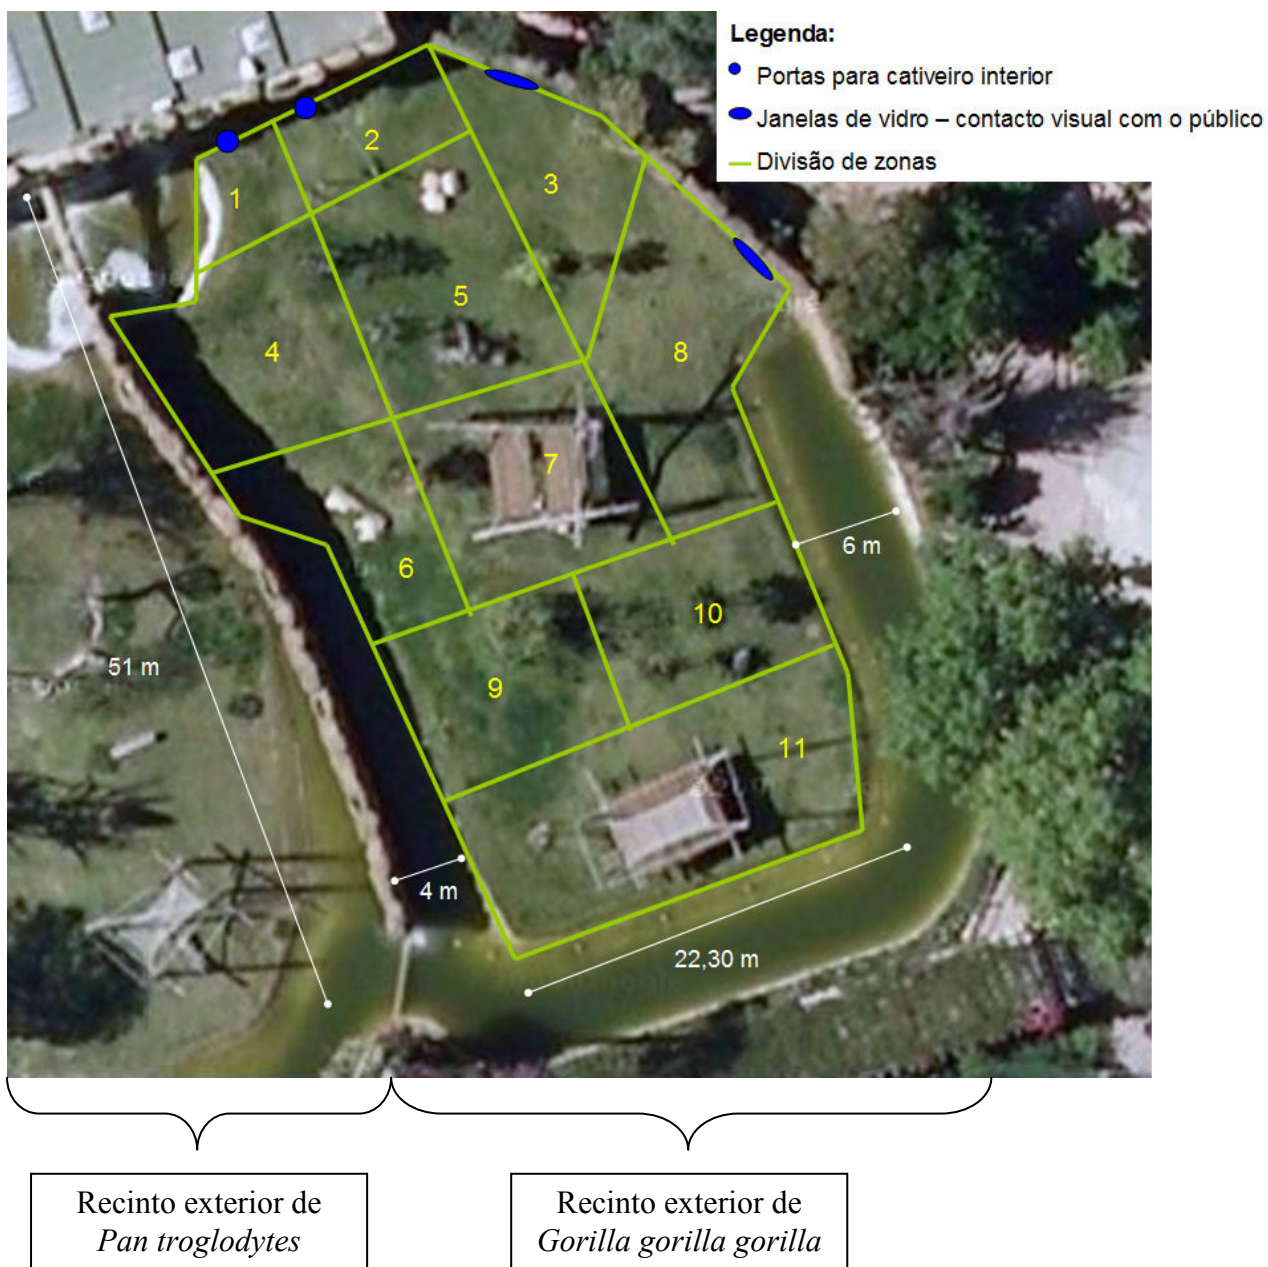 Legenda:
Portas para cativeiro interior
Janelas de vidro – contacto visual com o público
Divisão de zonas
1
2
3
4
5
6
7
8
9
10
11
51 m
4 m
6 m
22,30 m
Recinto exterior de
Pan troglodytes
Recinto exterior de
Gorilla gorilla gorilla